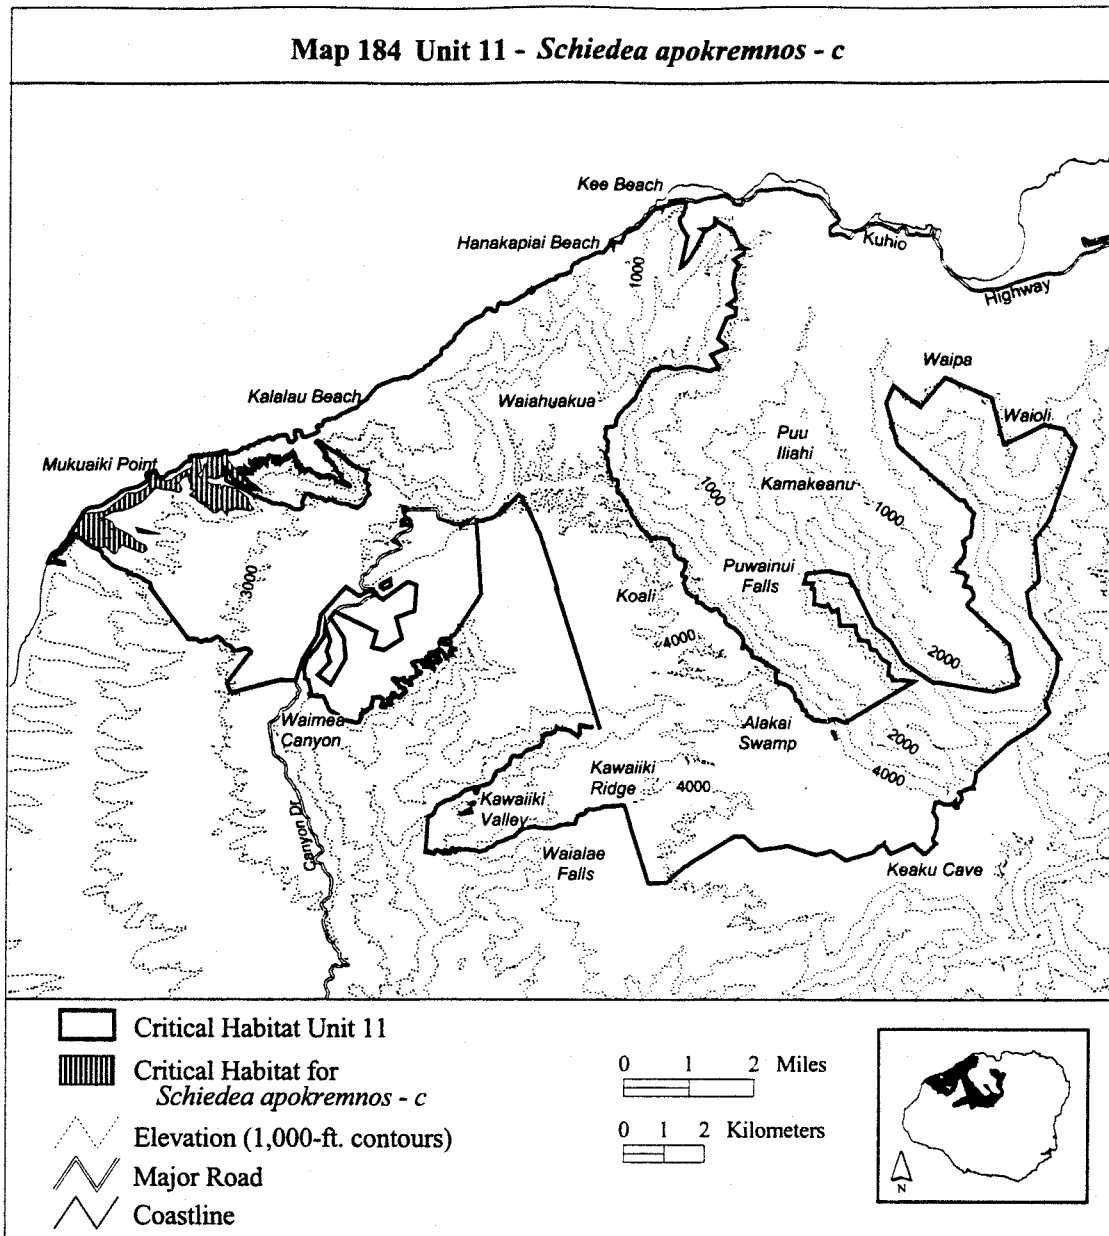 Map 184 Unit 11 - Schiedea apokremnos - c
Kee Beach
Hanakapiai Beach
Kuhio
Highway
1000
Waipa
Kalalau Beach
Waiahuakua
Waioli
Puu
Iliahi
Mukuaiki Point
Kamakeanu
1000
1000
3000
Puwainui
Falls
Koali
4000
2000
Waimea
Canyon
Alakai
Swamp
2000
4000
Kawaiiki
Ridge
4000
Kawaiiki
Valley
Canyon Dr
Waialae
Falls
Keaku Cave
Critical Habitat Unit 11
Critical Habitat for
Schiedea apokremnos - c
Elevation (1,000-ft. contours)
Major Road
Coastline
0 1 2 Miles
0 1 2 Kilometers
N